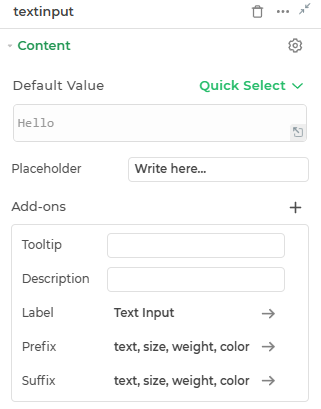 textinput
Content
Default Value Quick Select
Hello
Placeholder Write here...
Add-ons
Tooltip
Description
Label Text Input
Prefix text, size, weight, color
Suffix text, size, weight, color